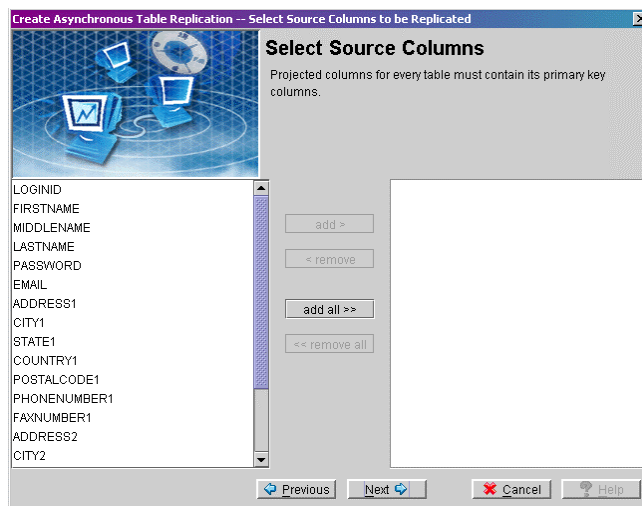 Create Asynchronous Table Replication -- Select Source Columns to be Replicated
Select Source Columns
Projected columns for every table must contain its primary key
columns.
LOGINID
FIRSTNAME
MIDDLENAME
LASTNAME
PASSWORD
EMAIL
ADDRESS1
CITY1
STATE1
COUNTRY1
POSTALCODE1
PHONENUMBER1
FAXNUMBER1
ADDRESS2
CITY2
add >
< remove
add all >>
<< remove all
Previous
Next
Cancel
Help